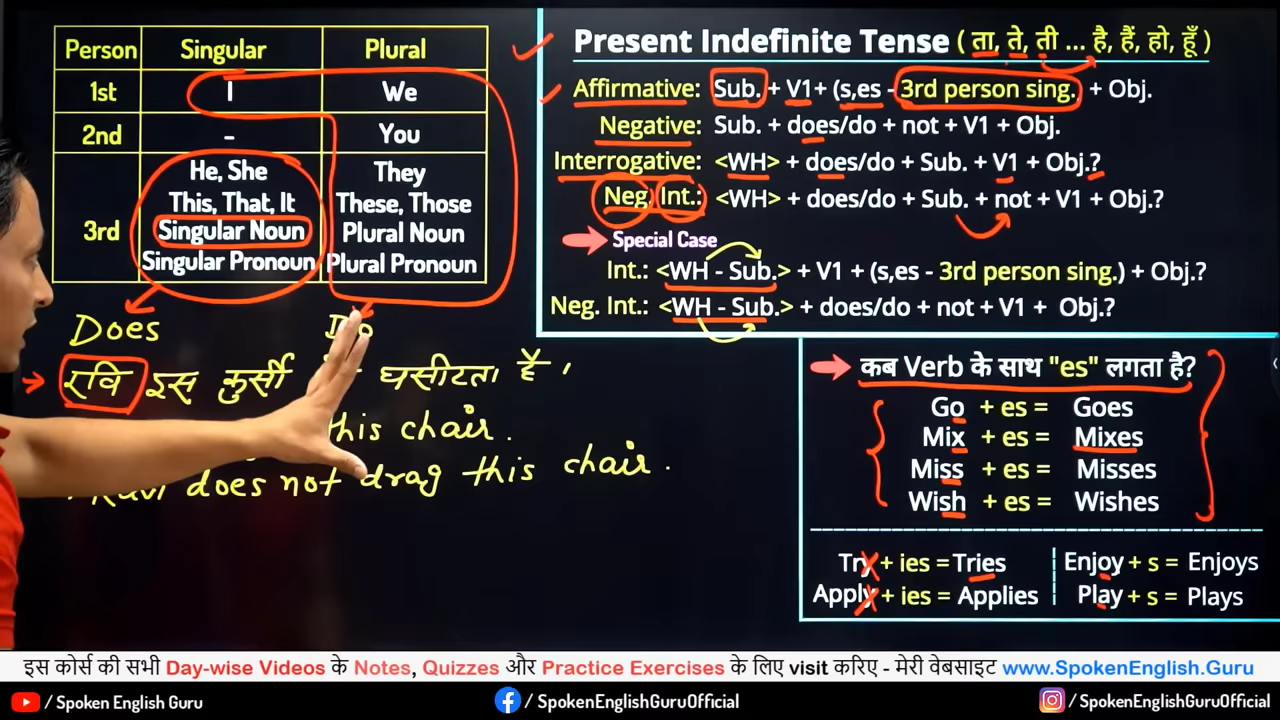 Person Singular Plural
1st I We
2nd - You
3rd
He, She They
This, That, It These, Those
Singular Noun Plural Noun
Singular Pronoun Plural Pronoun
Does
रवि इस कुर्सी घसीटता है ,
this chair.
does not drag this chair.
Present Indefinite Tense ( ता, ते, ती ... है, हैं, हो, हूँ )
Affirmative: Sub. + V1+ (s,es - 3rd person sing.) + Obj.
Negative: Sub. + does/do + not + V1 + Obj.
Interrogative: <WH> + does/do + Sub. + V1 + Obj.?
Neg. Int.: <WH> + does/do + Sub. + not + V1 + Obj.?
Special Case
Int.: <WH - Sub.> + V1 + (s,es - 3rd person sing.) + Obj.?
Neg. Int.: <WH - Sub.> + does/do + not + V1 + Obj.?
कब Verb के साथ "es" लगता है?
Go + es = Goes
Mix + es = Mixes
Miss + es = Misses
Wish + es = Wishes
Try + ies = Tries Enjoy + s = Enjoys
Apply + ies = Applies Play + s = Plays
इस कोर्स की सभी Day-wise Videos के Notes, Quizzes और Practice Exercises के लिए visit करिए - मेरी वेबसाइट www.SpokenEnglish.Guru
/ Spoken English Guru /SpokenEnglishGuruOfficial /SpokenEnglishGuruOfficial